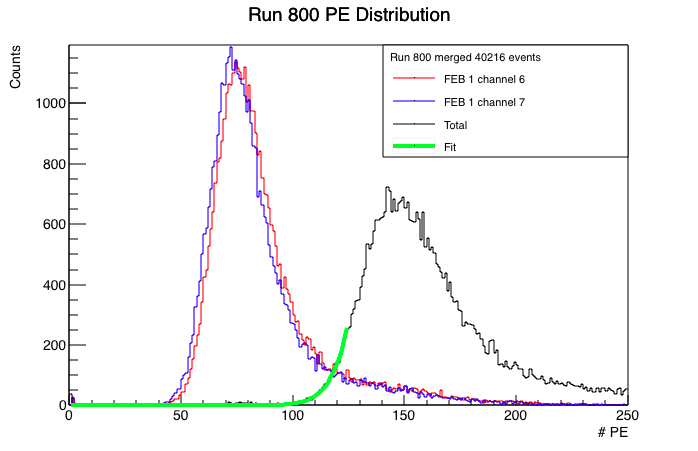 Run 800 PE Distribution
Counts
Run 800 merged 40216 events
FEB 1 channel 6
FEB 1 channel 7
Total
Fit
1000
800
600
400
200
0
0 50 100 150 200 250
# PE